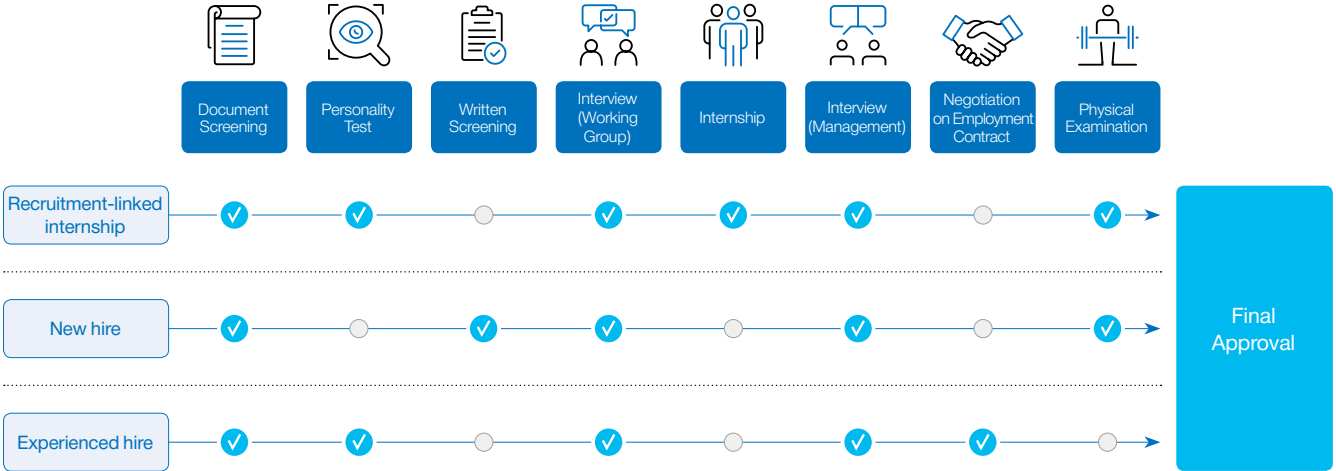 Document
Screening
Personality
Test
Written
Screening
Interview
(Working
Group)
Internship
Interview
(Management)
Negotiation
on Employment
Contract
Physical
Examination
Recruitment-linked
internship
New hire
Experienced hire
Final
Approval